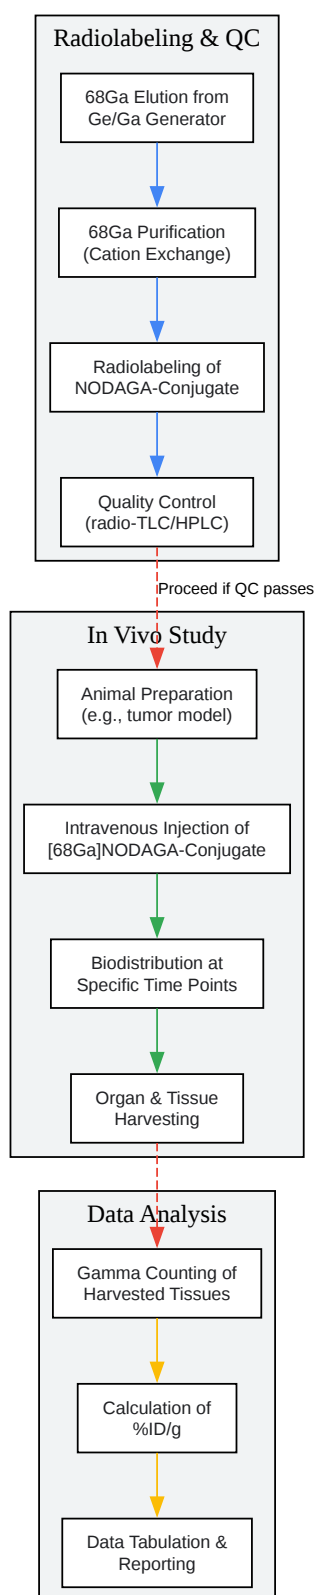 Radiolabeling & QC
68Ga Elution from
Ge/Ga Generator
68Ga Purification
(Cation Exchange)
Radiolabeling of
NODAGA-Conjugate
Quality Control
(radio-TLC/HPLC)
Proceed if QC passes
In Vivo Study
Animal Preparation
(e.g., tumor model)
Intravenous Injection of
[68Ga]NODAGA-Conjugate
Biodistribution at
Specific Time Points
Organ & Tissue
Harvesting
Data Analysis
Gamma Counting of
Harvested Tissues
Calculation of
%ID/g
Data Tabulation &
Reporting